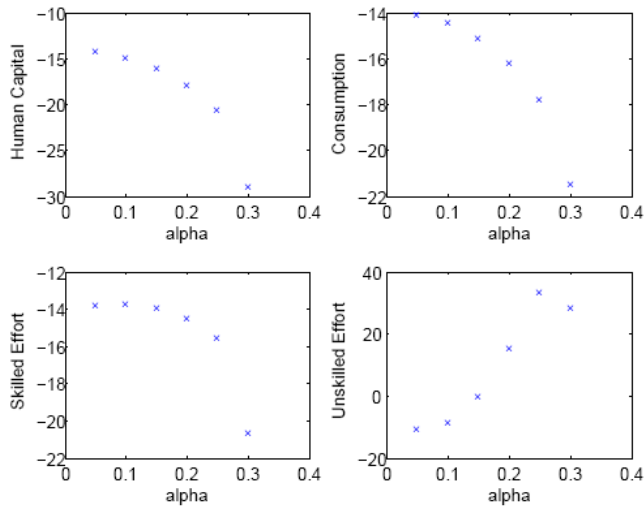 Human Capital
−10
−15
−20
−25
−30
0 0.1 0.2 0.3 0.4
alpha
Consumption
−14
−16
−18
−20
−22
0 0.1 0.2 0.3 0.4
alpha
Skilled Effort
−12
−14
−16
−18
−20
−22
0 0.1 0.2 0.3 0.4
alpha
Unskilled Effort
40
20
0
−20
0 0.1 0.2 0.3 0.4
alpha